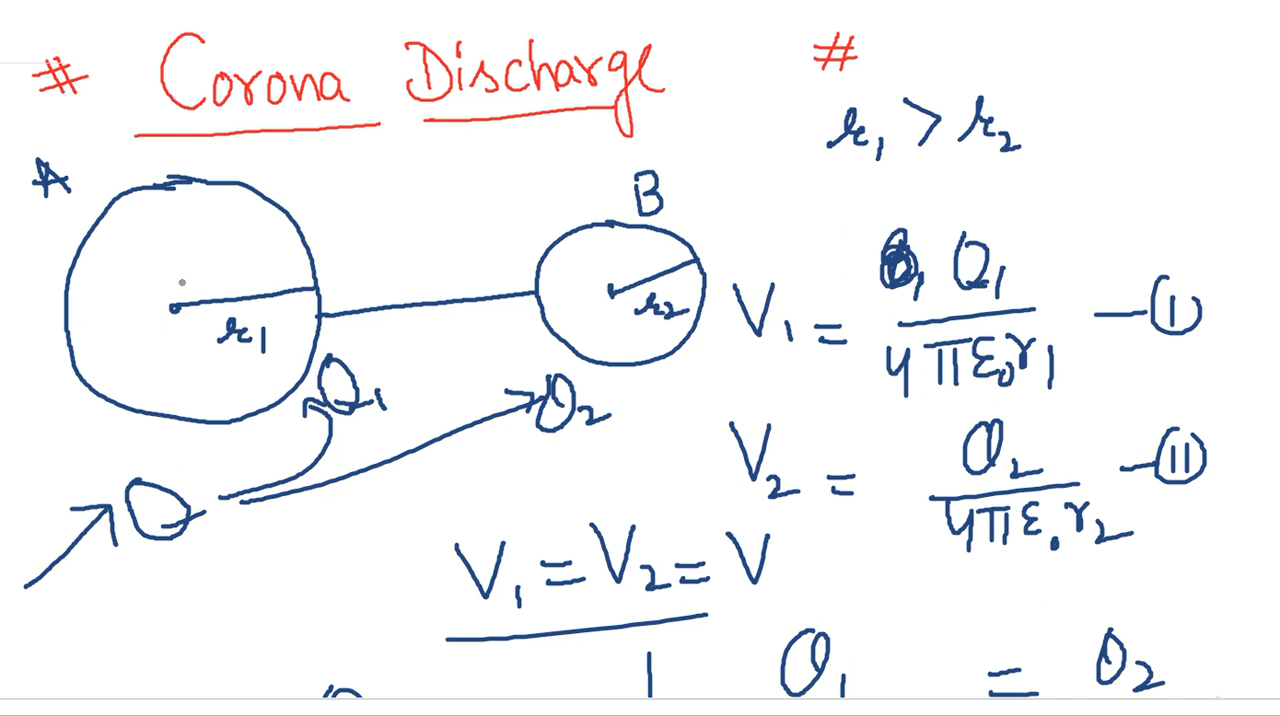 # Corona Discharge
#
r₁ > r₂
A
B
r₁
r₂
V₁ = Q₁ / 4πε₀r₁ — (I)
Q₁
Q₂
V₂ = Q₂ / 4πε₀r₂ — (II)
Q
V₁ = V₂ = V
Q₁ = Q₂